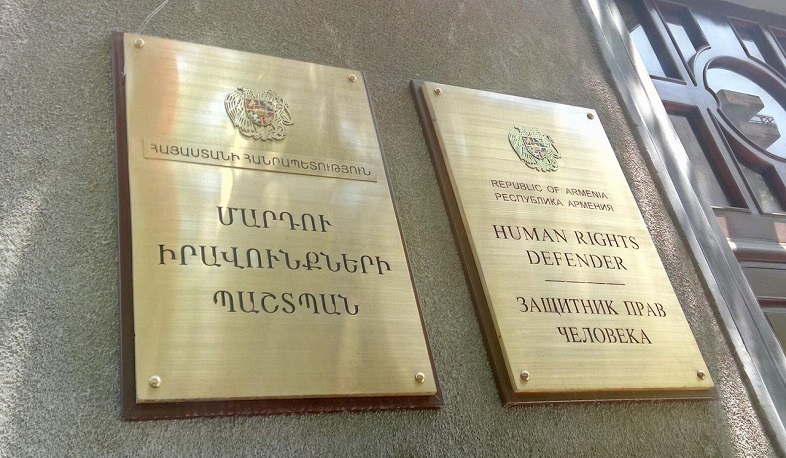 ՀԱՅԱՍՏԱՆԻ ՀԱՆՐԱՊԵՏՈՒԹՅՈՒՆ
ՄԱՐԴՈՒ
ԻՐԱՎՈՒՆՔՆԵՐԻ
ՊԱՇՏՊԱՆ
REPUBLIC OF ARMENIA
РЕСПУБЛИКА АРМЕНИЯ
HUMAN RIGHTS
DEFENDER
ЗАЩИТНИК ПРАВ
ЧЕЛОВЕКА